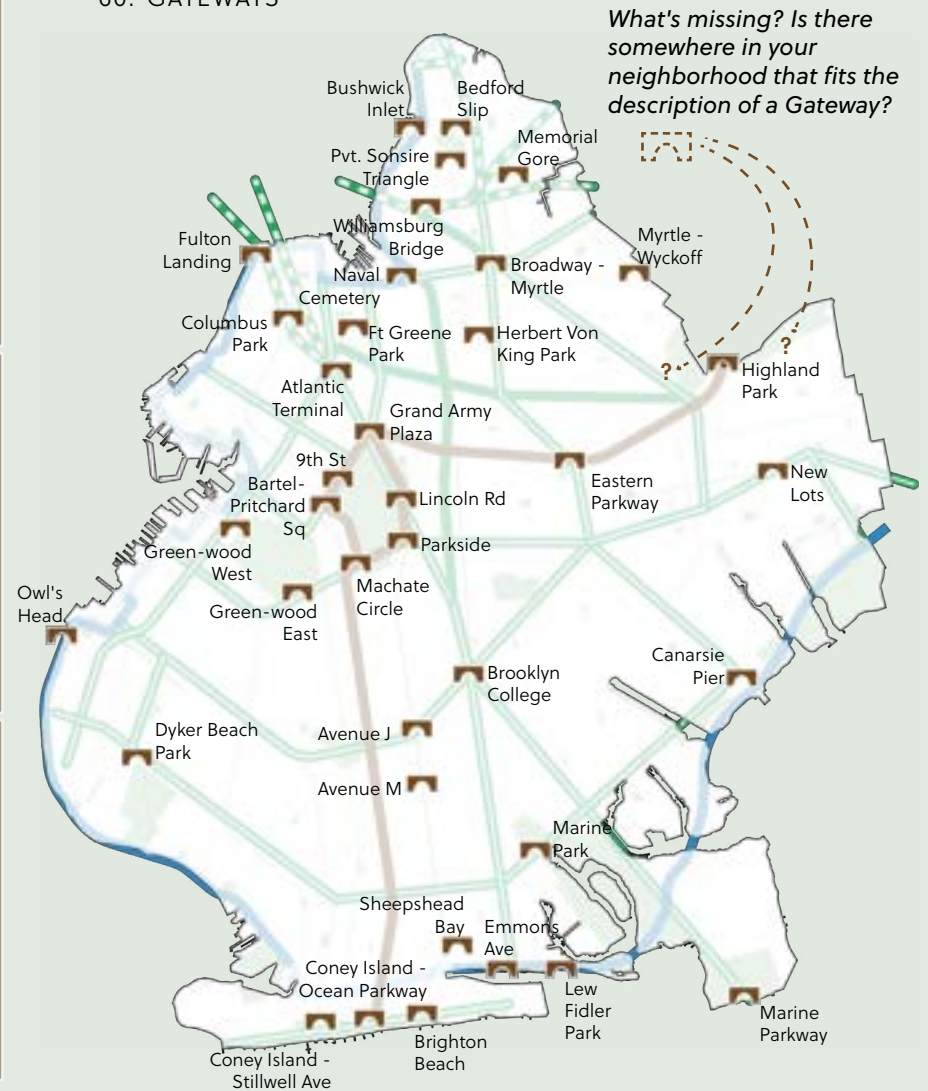 60. GATEWAYS
What's missing? Is there
somewhere in your
neighborhood that fits the
description of a Gateway?
Bushwick
Inlet
Bedford
Slip
Memorial
Gore
Pvt. Sohsire
Triangle
Williamsburg
Bridge
Fulton
Landing
Myrtle -
Wyckoff
Naval
Cemetery
Broadway -
Myrtle
Columbus
Park
Ft Greene
Park
Herbert Von
King Park
?
?
Highland
Park
Atlantic
Terminal
Grand Army
Plaza
9th St
Bartel-
Pritchard
Sq
Lincoln Rd
Eastern
Parkway
New
Lots
Green-wood
West
Parkside
Machate
Circle
Green-wood
East
Owl's
Head
Canarsie
Pier
Brooklyn
College
Dyker Beach
Park
Avenue J
Avenue M
Marine
Park
Sheepshead
Bay
Emmons
Ave
Coney Island -
Ocean Parkway
Lew
Fidler
Park
Marine
Parkway
Brighton
Beach
Coney Island -
Stillwell Ave